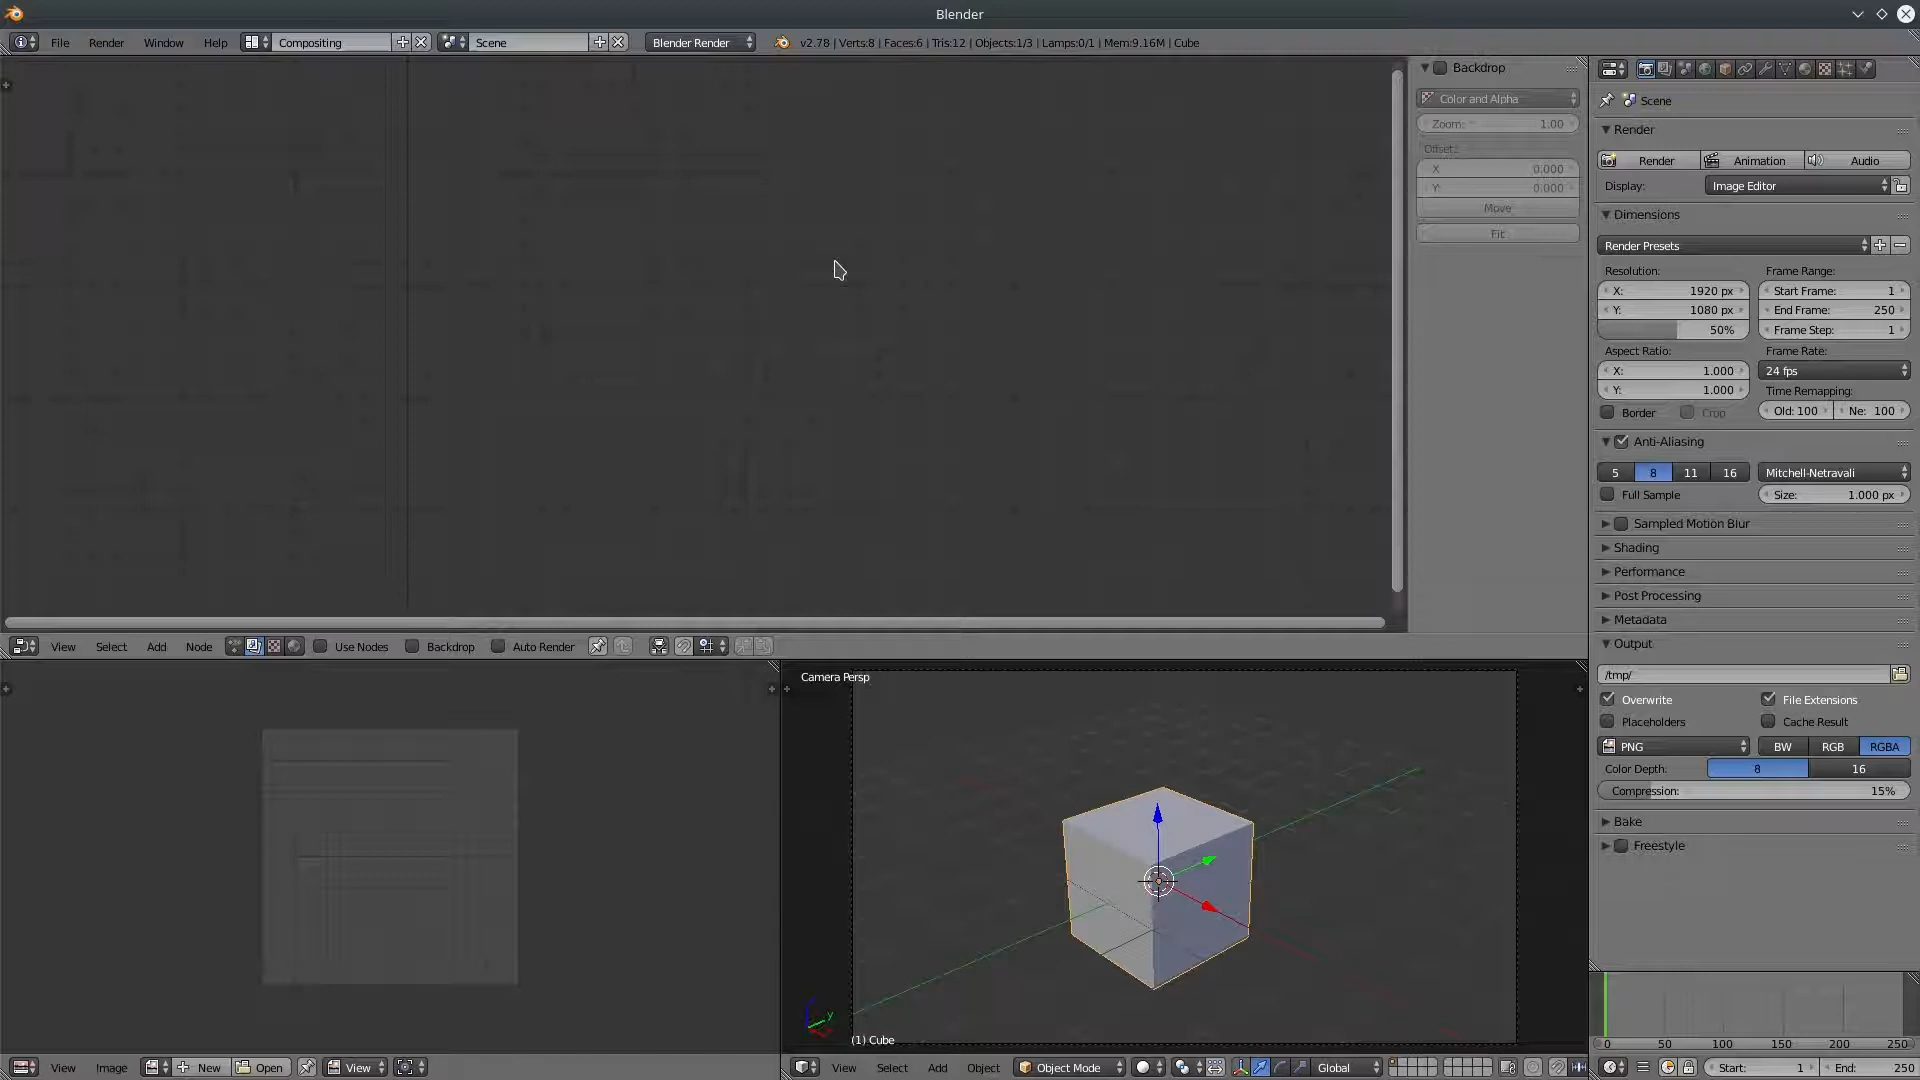 Blender
File Render Window Help Compositing Scene Blender Render v2.78 | Verts:8 | Faces:6 | Tris:12 | Objects:1/3 | Lamps:0/1 | Mem:9.16M | Cube
Backdrop
Color and Alpha
Zoom: 1.00
Offset:
X 0.000
Y: 0.000
Move
Fit
Scene
Render
Render Animation Audio
Display: Image Editor
Dimensions
Render Presets
Resolution: Frame Range:
X: 1920 px Start Frame: 1
Y: 1080 px End Frame: 250
50% Frame Step: 1
Aspect Ratio: Frame Rate:
X: 1.000 24 fps
Y: 1.000 Time Remapping:
Border Crop Old: 100 Ne: 100
Anti-Aliasing
5 8 11 16 Mitchell-Netravali
Full Sample Size: 1.000 px
Sampled Motion Blur
Shading
Performance
Post Processing
Metadata
Output
/tmp/
Overwrite File Extensions
Placeholders Cache Result
PNG BW RGB RGBA
Color Depth: 8 16
Compression: 15%
Bake
Freestyle
View Select Add Node Use Nodes Backdrop Auto Render
Camera Persp
y
(1) Cube
0 50 100 150 200 250
View Image New Open View
View Select Add Object Object Mode Global
Start: 1 End: 250